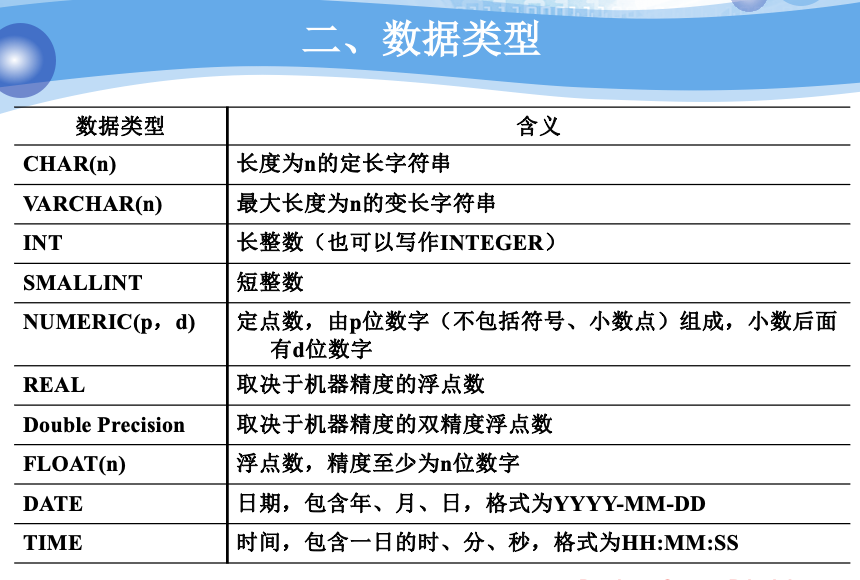 二、数据类型
数据类型 含义
CHAR(n) 长度为n的定长字符串
VARCHAR(n) 最大长度为n的变长字符串
INT 长整数（也可以写作INTEGER）
SMALLINT 短整数
NUMERIC(p，d) 定点数，由p位数字（不包括符号、小数点）组成，小数后面
有d位数字
REAL 取决于机器精度的浮点数
Double Precision 取决于机器精度的双精度浮点数
FLOAT(n) 浮点数，精度至少为n位数字
DATE 日期，包含年、月、日，格式为YYYY-MM-DD
TIME 时间，包含一日的时、分、秒，格式为HH:MM:SS